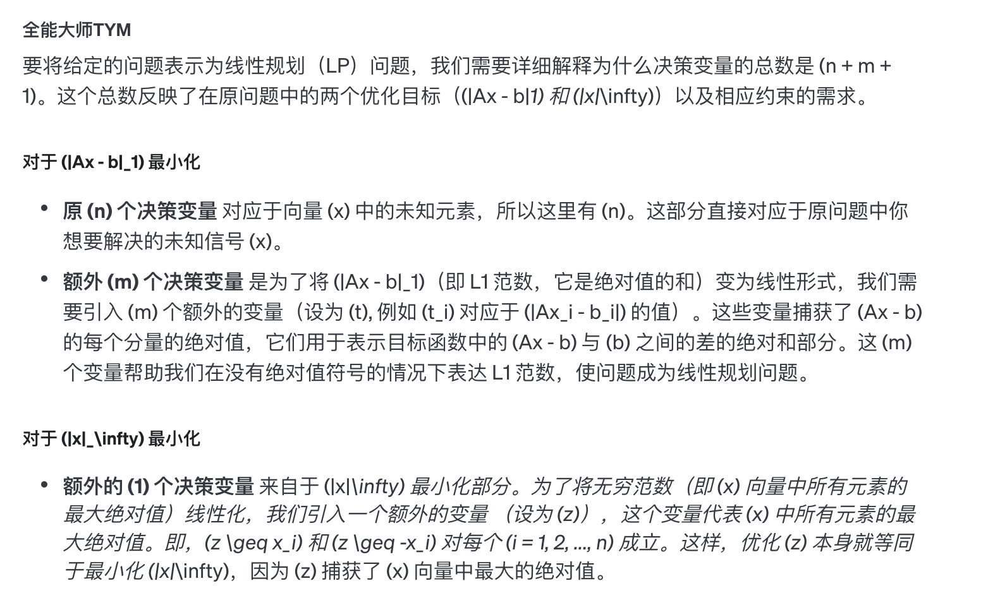 全能大师TYM
要将给定的问题表示为线性规划（LP）问题，我们需要详细解释为什么决策变量的总数是 (n + m +
1)。这个总数反映了在原问题中的两个优化目标（(|Ax - b|1) 和 (|x|\infty)）以及相应约束的需求。
对于 (|Ax - b|_1) 最小化
• 原 (n) 个决策变量 对应于向量 (x) 中的未知元素，所以这里有 (n)。这部分直接对应于原问题中你
想要解决的未知信号 (x)。
• 额外 (m) 个决策变量 是为了将 (|Ax - b|_1)（即 L1 范数，它是绝对值的和）变为线性形式，我们需
要引入 (m) 个额外的变量（设为 (t), 例如 (t_i) 对应于 (|Ax_i - b_i|) 的值）。这些变量捕获了 (Ax - b)
的每个分量的绝对值，它们用于表示目标函数中的 (Ax - b) 与 (b) 之间的差的绝对和部分。这 (m)
个变量帮助我们在没有绝对值符号的情况下表达 L1 范数，使问题成为线性规划问题。
对于 (|x|_\infty) 最小化
• 额外的 (1) 个决策变量 来自于 (|x|\infty) 最小化部分。为了将无穷范数（即 (x) 向量中所有元素的
最大绝对值）线性化，我们引入一个额外的变量 （设为 (z)），这个变量代表 (x) 中所有元素的最
大绝对值。即，(z \geq x_i) 和 (z \geq -x_i) 对每个 (i = 1, 2, ..., n) 成立。这样，优化 (z) 本身就等同
于最小化 (|x|\infty)，因为 (z) 捕获了 (x) 向量中最大的绝对值。